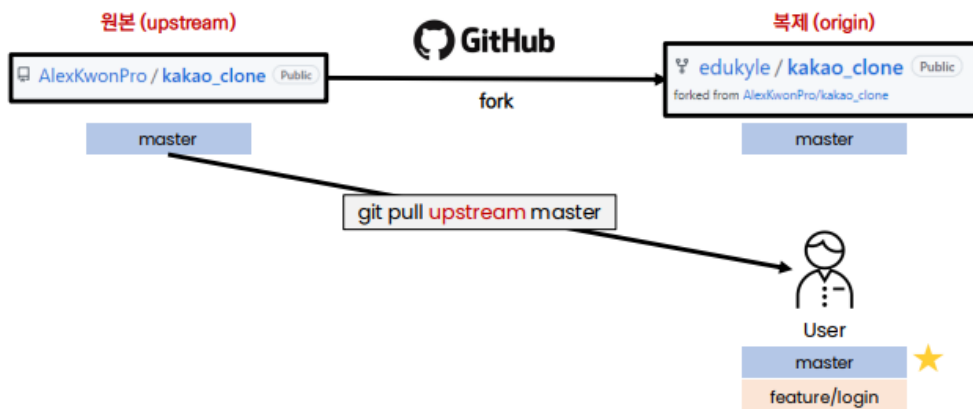 원본 (upstream)
GitHub
복제 (origin)
AlexKwonPro / kakao_clone Public
fork
edukyle / kakao_clone Public
forked from AlexKwonPro/kakao_clone
master
master
git pull upstream master
User
master
feature/login